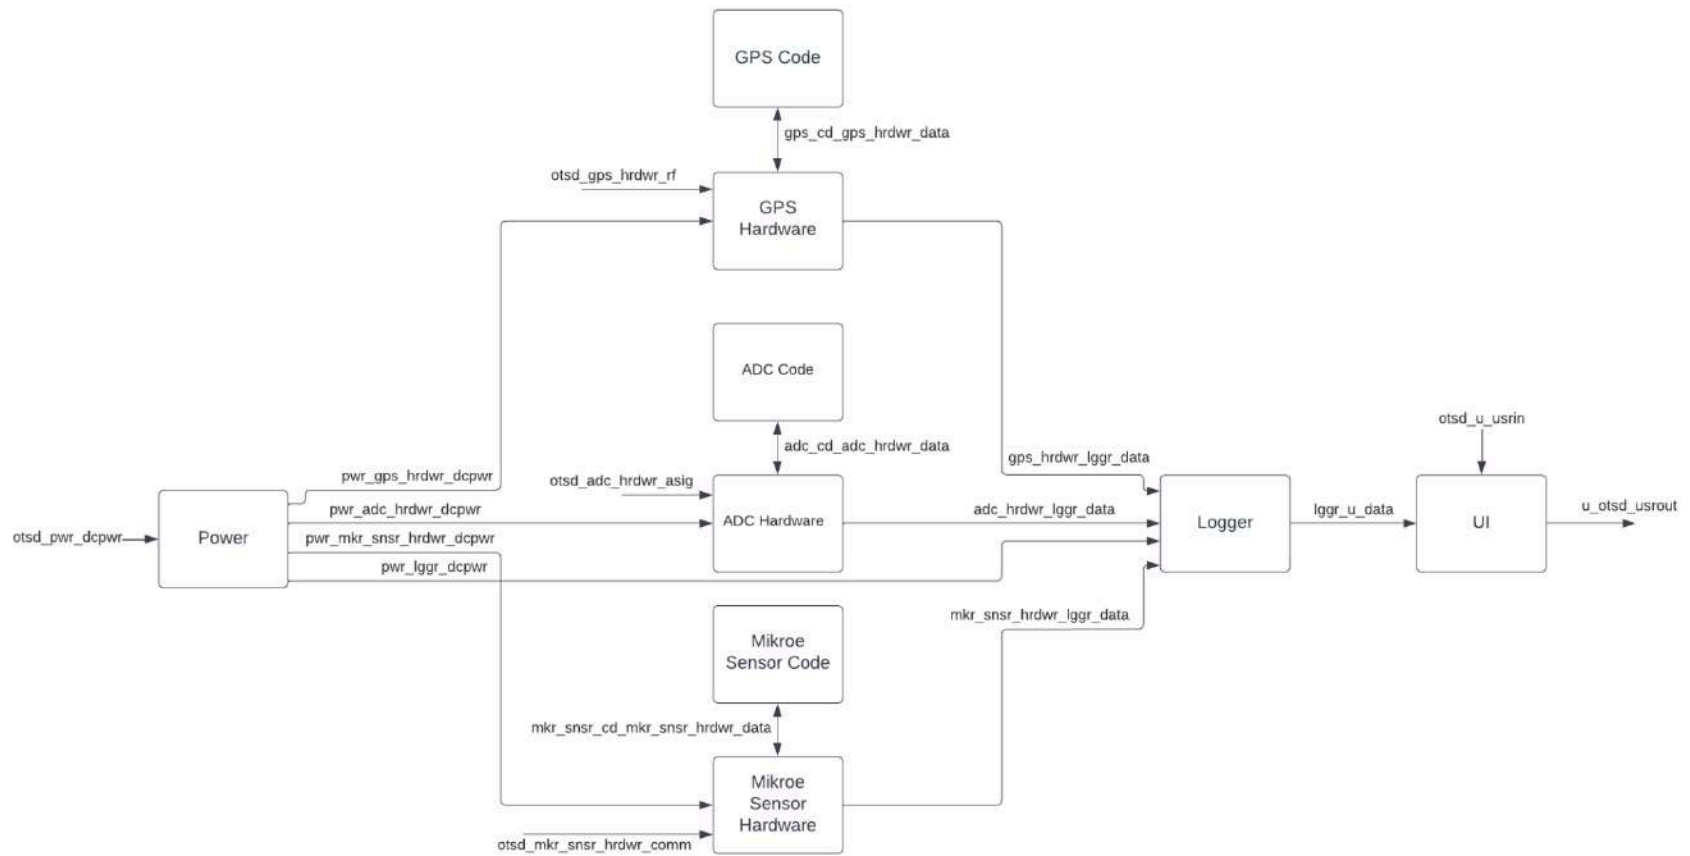 GPS Code
gps_cd_gps_hrdwr_data
otsd_gps_hrdwr_rf
GPS
Hardware
ADC Code
adc_cd_adc_hrdwr_data
otsd_u_usrin
pwr_gps_hrdwr_dcpwr
otsd_adc_hrdwr_asig
gps_hrdwr_lggr_data
pwr_adc_hrdwr_dcpwr
ADC Hardware
adc_hrdwr_lggr_data
Logger
lggr_u_data
UI
u_otsd_usrout
otsd_pwr_dcpwr
Power
pwr_mkr_snsr_hrdwr_dcpwr
pwr_lggr_dcpwr
mkr_snsr_hrdwr_lggr_data
Mikroe
Sensor Code
mkr_snsr_cd_mkr_snsr_hrdwr_data
Mikroe
Sensor
Hardware
otsd_mkr_snsr_hrdwr_comm